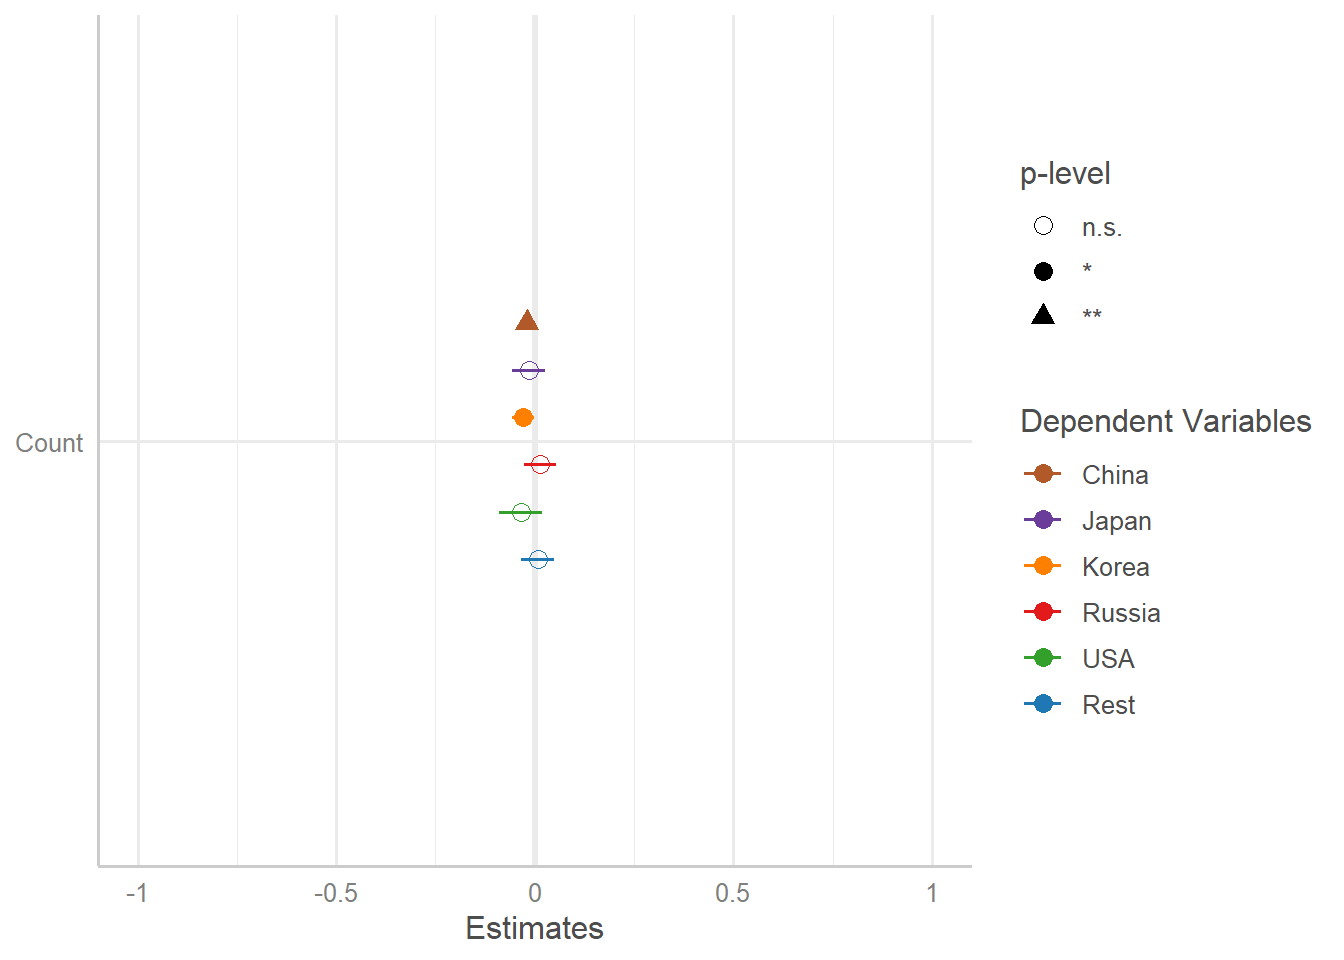 p-level
n.s.
*
**
Count
Dependent Variables
China
Japan
Korea
Russia
USA
Rest
-1 -0.5 0 0.5 1
Estimates